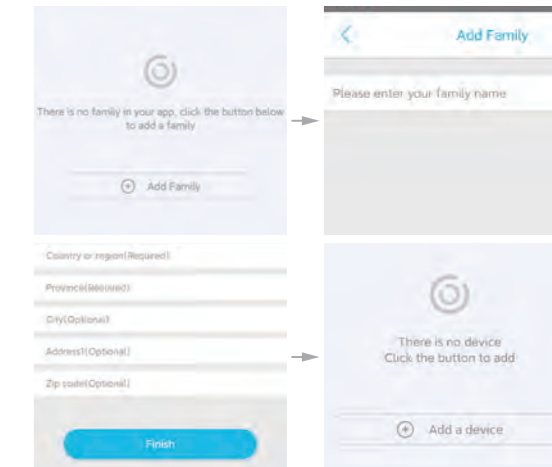 There is no family in your app, click the button below
to add a family
Add Family
Add Family
Please enter your family name
Country or region(Required)
Province(Required)
City(Optional)
Address1(Optional)
Zip code(Optional)
Finish
There is no device
Click the button to add
Add a device